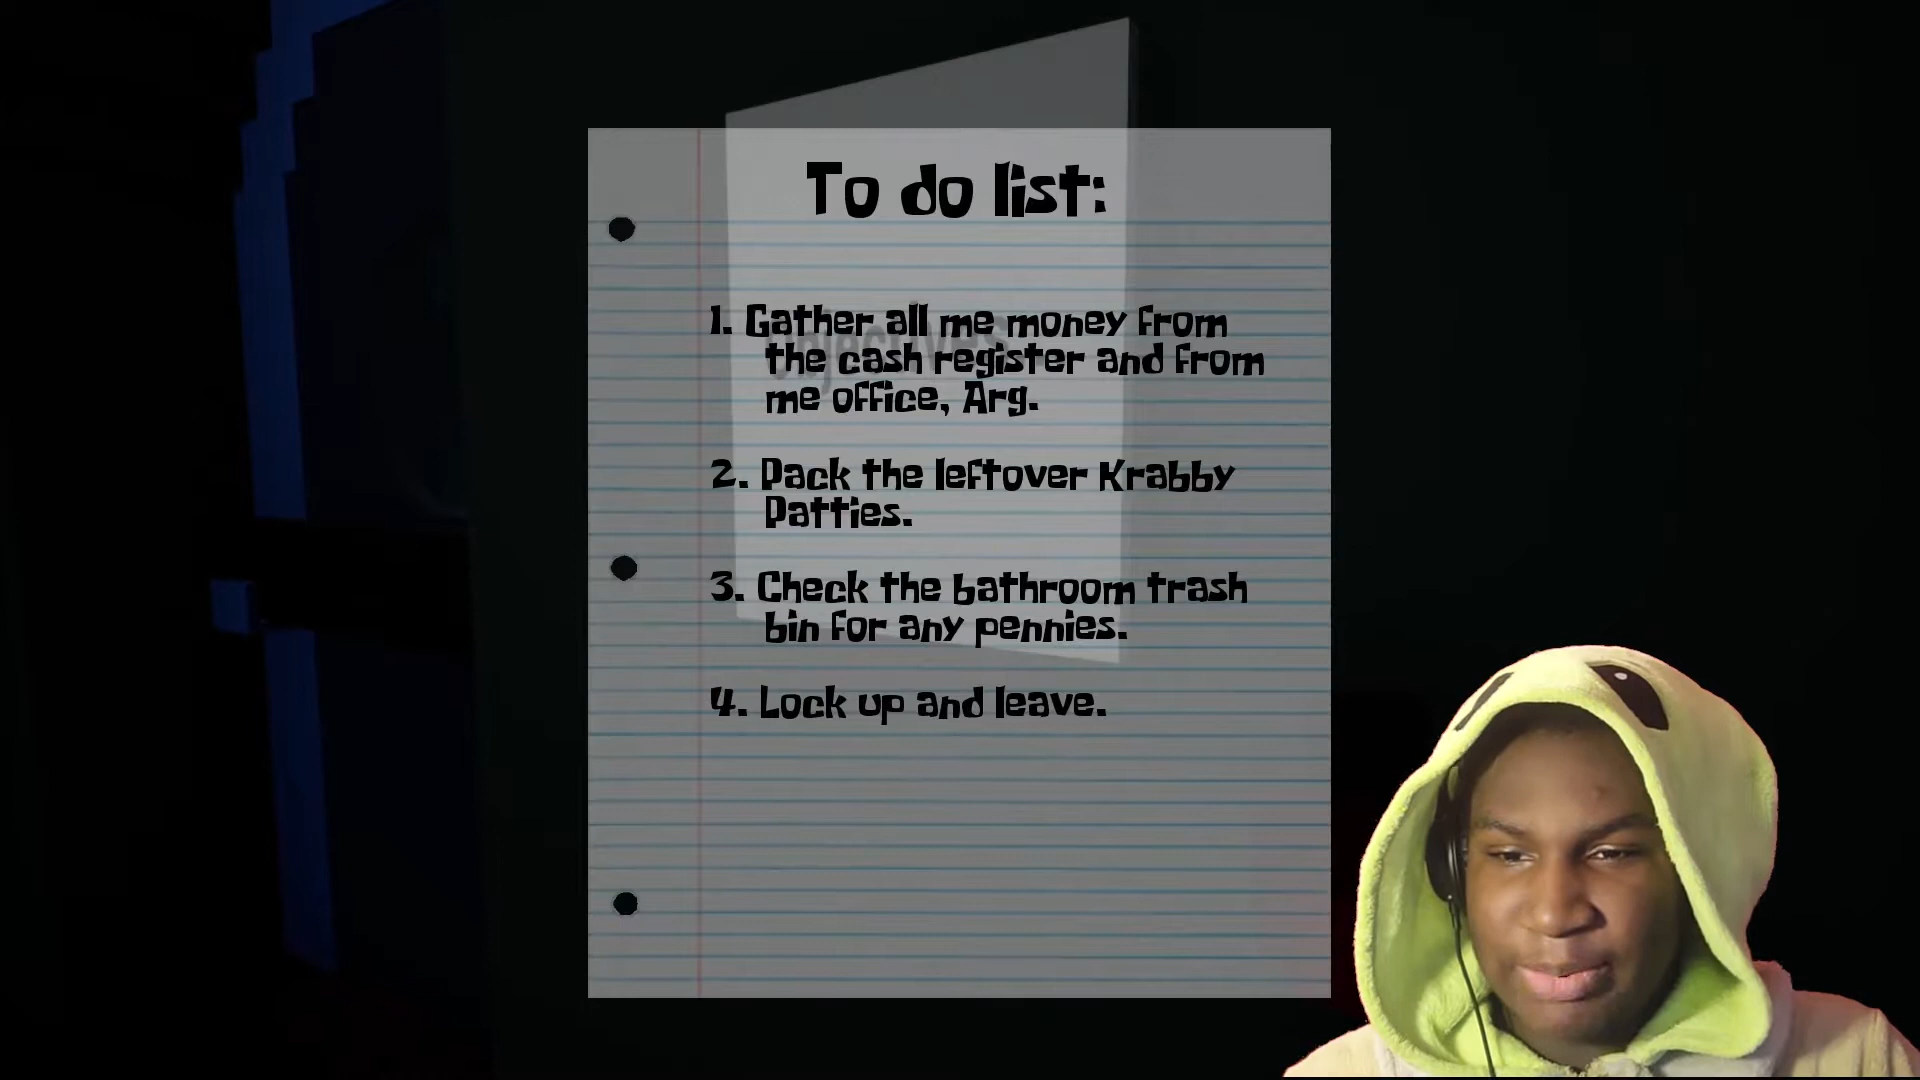 To do list:
Objectives
1. Gather all me money from
the cash register and from
me office, Arg.
2. Pack the leftover Krabby
Patties.
3. Check the bathroom trash
bin for any pennies.
4. Lock up and leave.